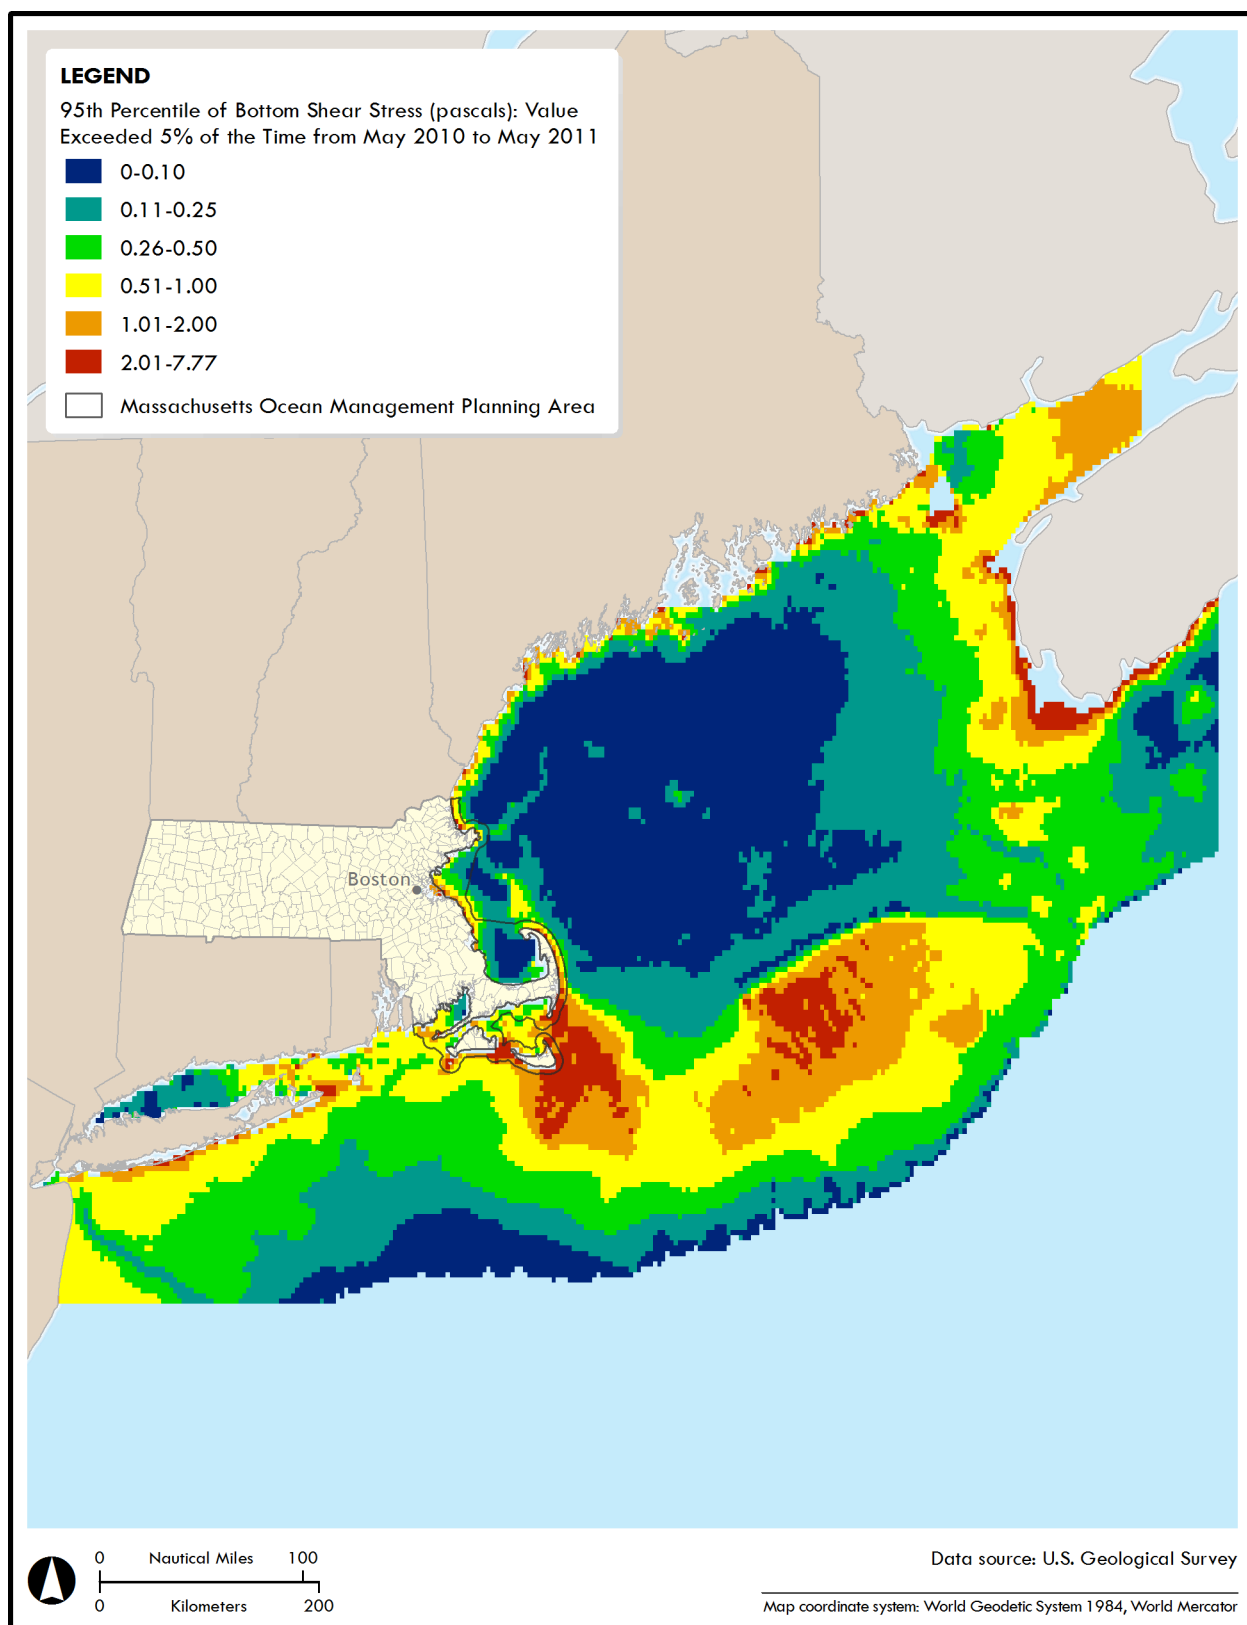 LEGEND
95th Percentile of Bottom Shear Stress (pascals): Value
Exceeded 5% of the Time from May 2010 to May 2011
0-0.10
0.11-0.25
0.26-0.50
0.51-1.00
1.01-2.00
2.01-7.77
Massachusetts Ocean Management Planning Area
Boston
0 Nautical Miles 100
0 Kilometers 200
Data source: U.S. Geological Survey
Map coordinate system: World Geodetic System 1984, World Mercator